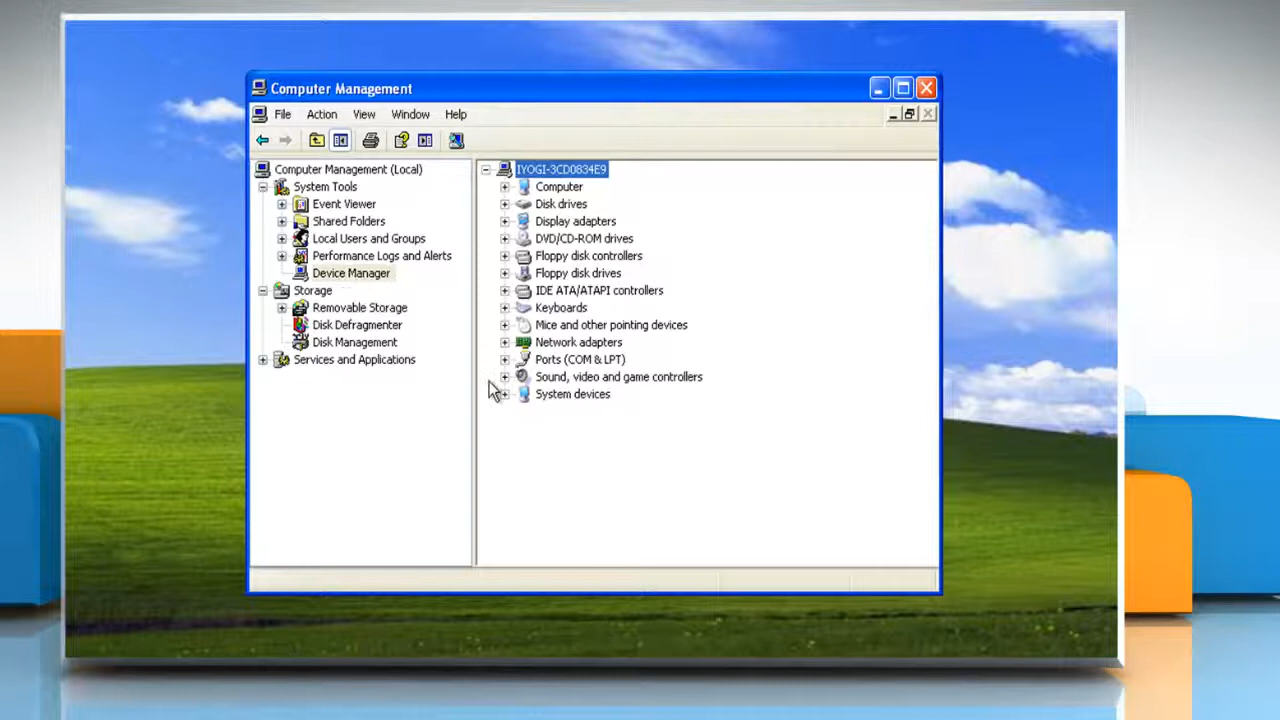 Computer Management
File Action View Window Help
Computer Management (Local)
System Tools
Event Viewer
Shared Folders
Local Users and Groups
Performance Logs and Alerts
Device Manager
Storage
Removable Storage
Disk Defragmenter
Disk Management
Services and Applications
IYOGI-3CD0834E9
Computer
Disk drives
Display adapters
DVD/CD-ROM drives
Floppy disk controllers
Floppy disk drives
IDE ATA/ATAPI controllers
Keyboards
Mice and other pointing devices
Network adapters
Ports (COM & LPT)
Sound, video and game controllers
System devices